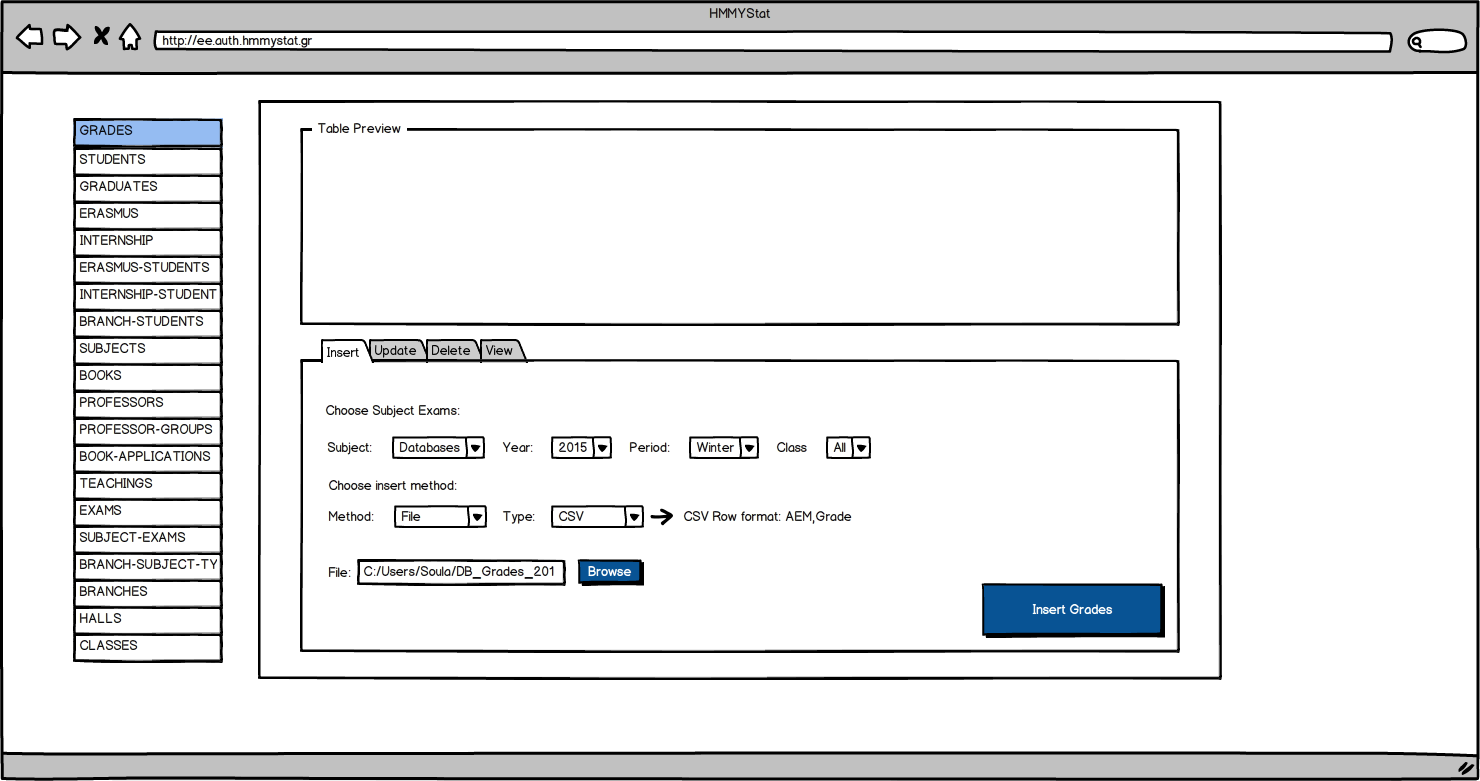 HMMYStat
http://ee.auth.hmmystat.gr
GRADES
STUDENTS
GRADUATES
ERASMUS
INTERNSHIP
ERASMUS-STUDENTS
INTERNSHIP-STUDENT
BRANCH-STUDENTS
SUBJECTS
BOOKS
PROFESSORS
PROFESSOR-GROUPS
BOOK-APPLICATIONS
TEACHINGS
EXAMS
SUBJECT-EXAMS
BRANCH-SUBJECT-TY
BRANCHES
HALLS
CLASSES
Table Preview
Insert Update Delete View
Choose Subject Exams:
Subject: Databases Year: 2015 Period: Winter Class All
Choose insert method:
Method: File Type: CSV CSV Row format: AEM,Grade
File: C:/Users/Soula/DB_Grades_201 Browse
Insert Grades